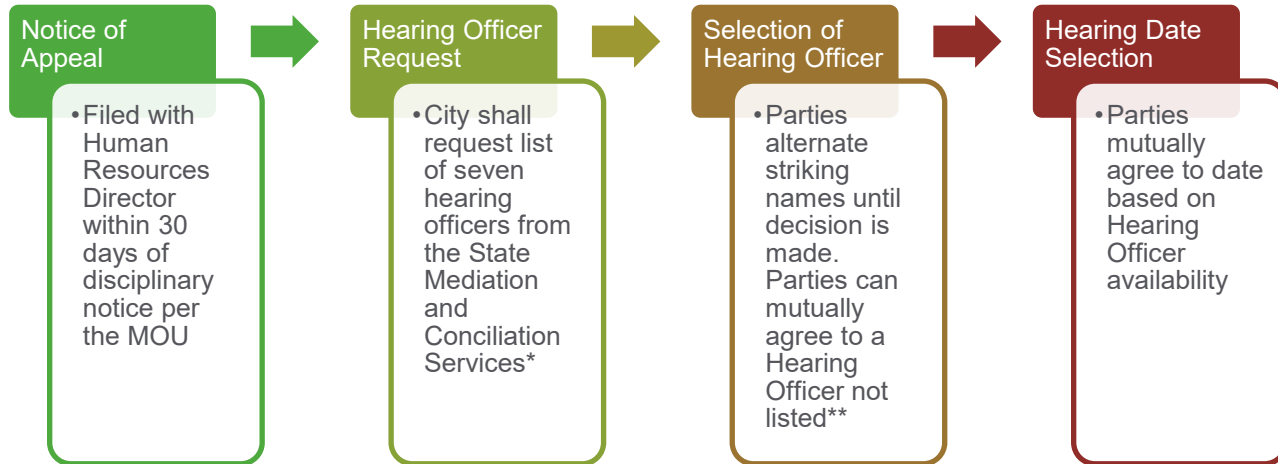 Notice of
Appeal
•Filed with
Human
Resources
Director
within 30
days of
disciplinary
notice per
the MOU
Hearing Officer
Request
•City shall
request list
of seven
hearing
officers from
the State
Mediation
and
Conciliation
Services*
Selection of
Hearing Officer
•Parties
alternate
striking
names until
decision is
made.
Parties can
mutually
agree to a
Hearing
Officer not
listed**
Hearing Date
Selection
•Parties
mutually
agree to date
based on
Hearing
Officer
availability